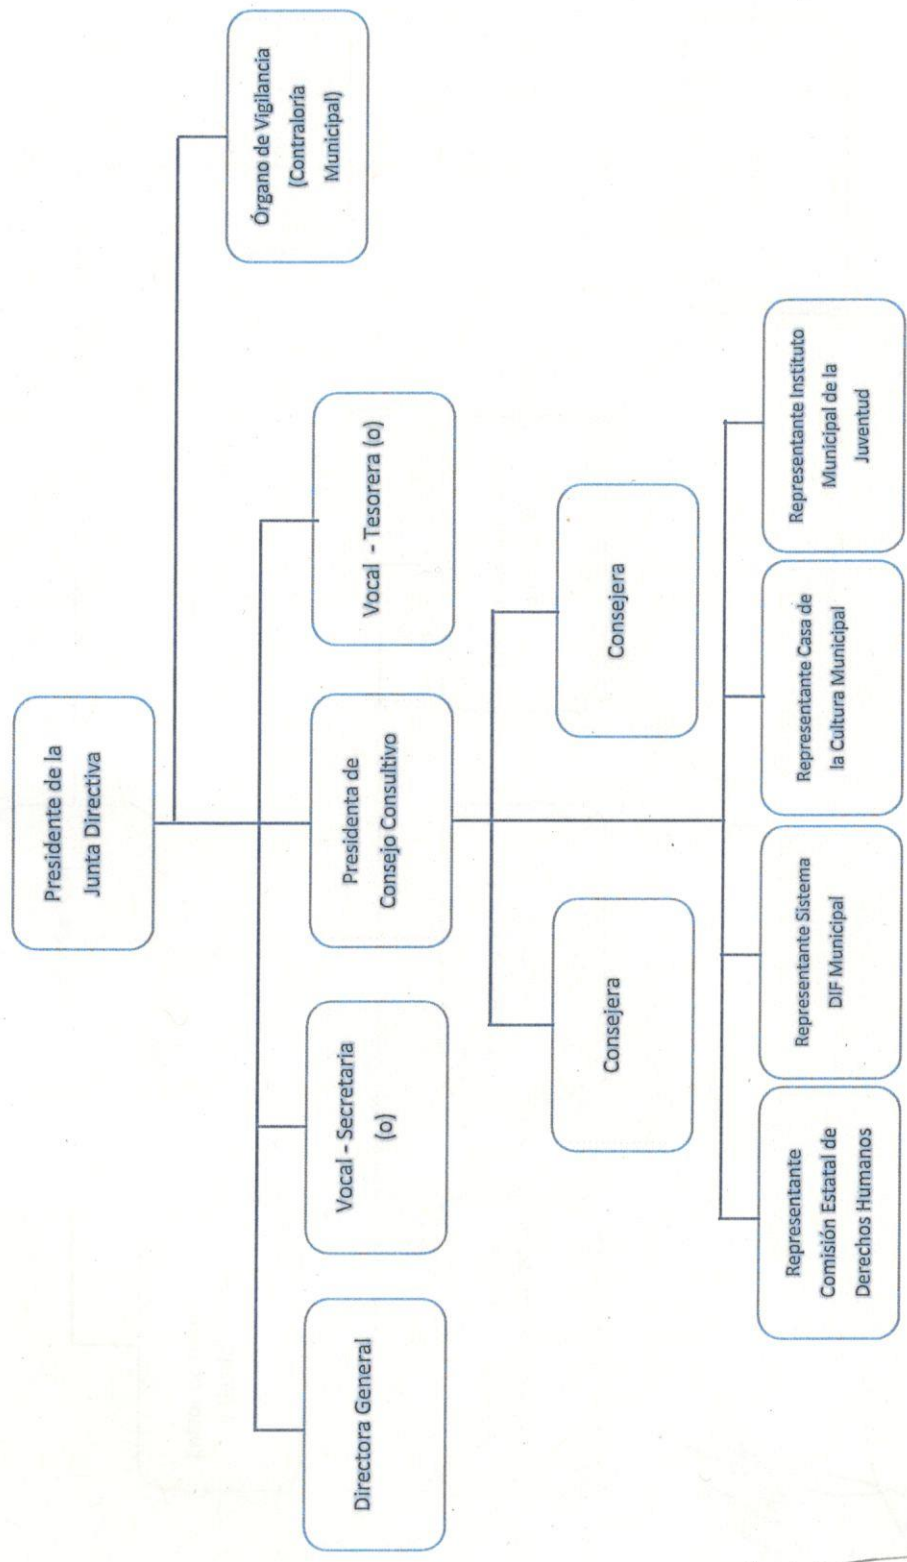 Presidente de la
Junta Directiva
Órgano de Vigilancia
(Contraloría
Municipal)
Directora General
Vocal - Secretaria
(o)
Presidenta de
Consejo Consultivo
Vocal - Tesorera (o)
Consejera
Consejera
Representante
Comisión Estatal de
Derechos Humanos
Representante Sistema
DIF Municipal
Representante Casa de
la Cultura Municipal
Representante Instituto
Municipal de la
Juventud